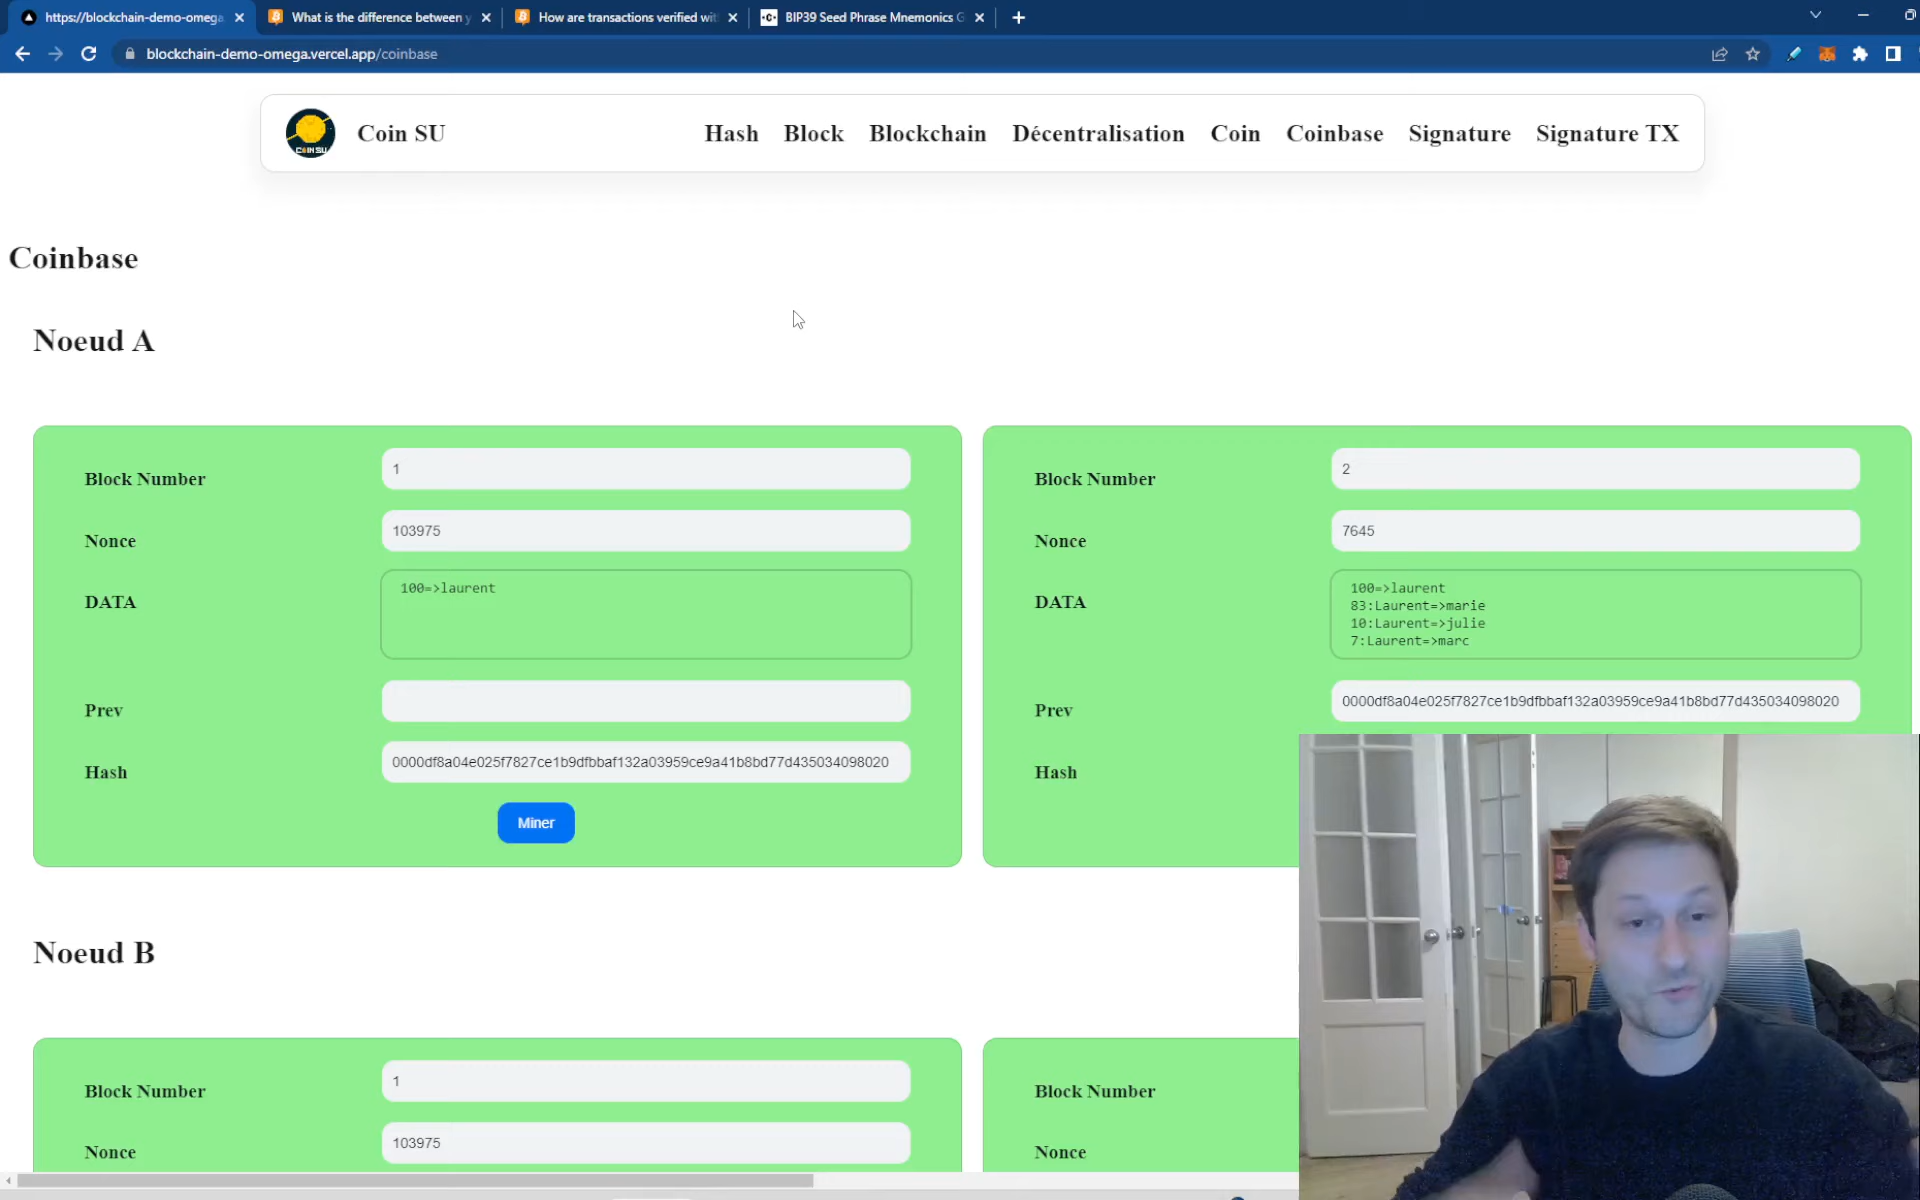 https://blockchain-demo-omega.
What is the difference between
How are transactions verified wit
BIP39 Seed Phrase Mnemonics G
blockchain-demo-omega.vercel.app/coinbase
COIN SU
Coin SU
Hash Block Blockchain Décentralisation Coin Coinbase Signature Signature TX
Coinbase
Noeud A
Block Number 1
Nonce 103975
DATA 100=>laurent
Prev
Hash 0000df8a04e025f7827ce1b9dfbbaf132a03959ce9a41b8bd77d435034098020
Miner
Block Number 2
Nonce 7645
DATA 100=>laurent
83:Laurent=>marie
10:Laurent=>julie
7:Laurent=>marc
Prev 0000df8a04e025f7827ce1b9dfbbaf132a03959ce9a41b8bd77d435034098020
Hash
Noeud B
Block Number 1
Nonce 103975
Block Number
Nonce